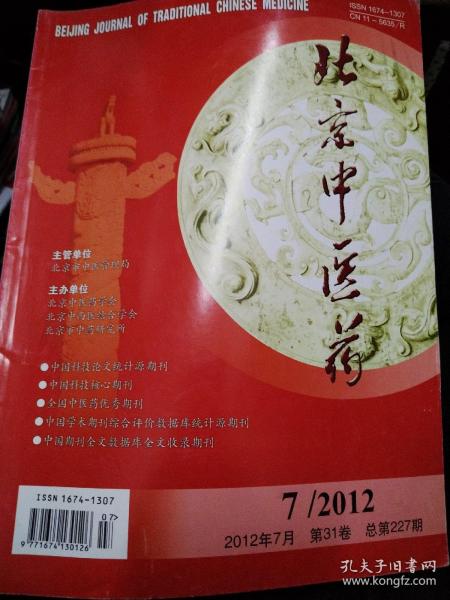 BEIJING JOURNAL OF TRADITIONAL CHINESE MEDICINE
ISSN 1674-1307
CN 11-5635/R
北京中医药
主管单位
北京市中医管理局
主办单位
北京中医药学会
北京中西医结合学会
北京市中药研究所
●中国科技论文统计源期刊
●中国科技核心期刊
●全国中医药优秀期刊
●中国学术期刊综合评价数据库统计源期刊
●中国期刊全文数据库全文收录期刊
ISSN 1674-1307
07>
9 771674 130126
7/2012
2012年7月 第31卷 总第227期
孔夫子旧书网
www.kongfz.com